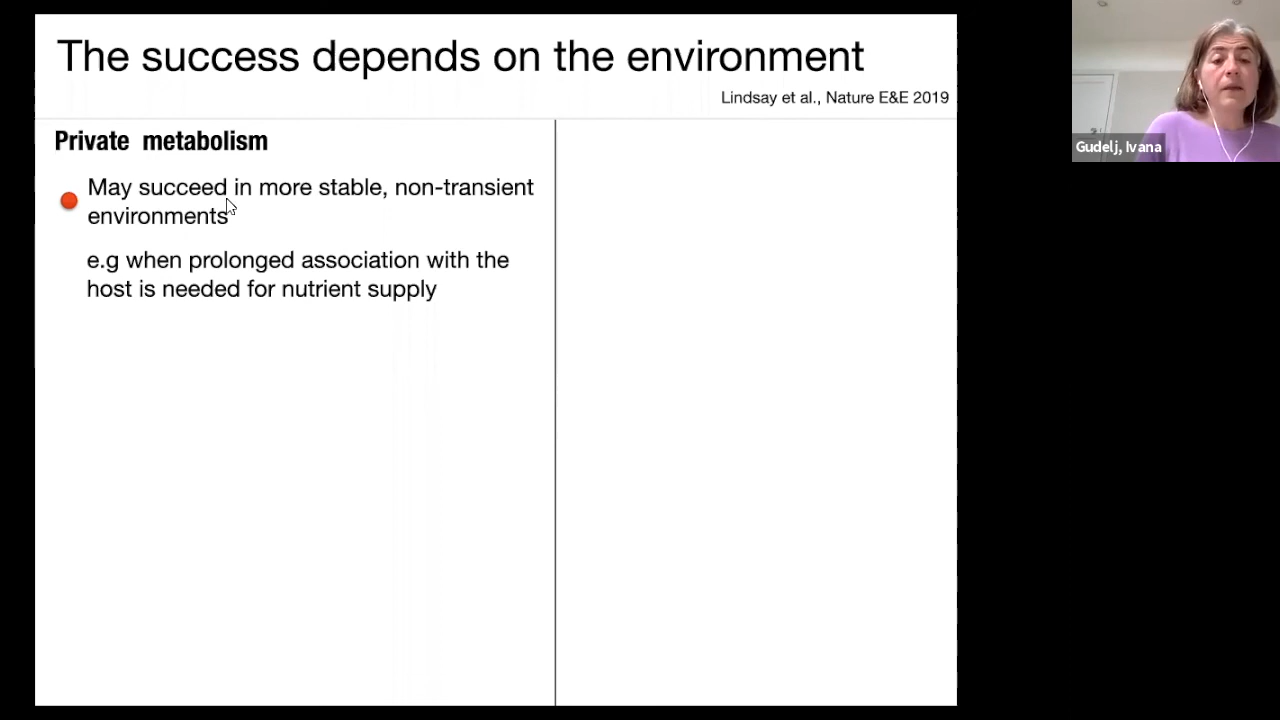 The success depends on the environment
Lindsay et al., Nature E&E 2019
Private metabolism
May succeed in more stable, non-transient
environments
e.g when prolonged association with the
host is needed for nutrient supply
Gudelj, Ivana